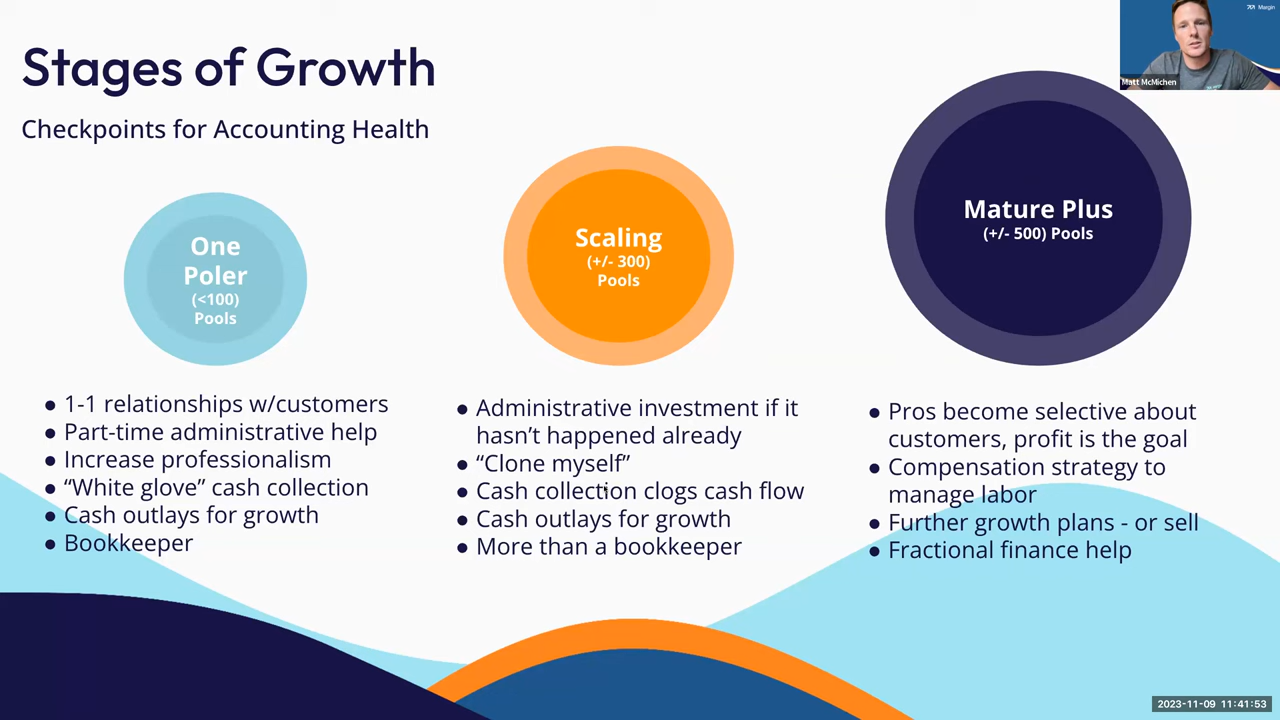 Stages of Growth
Checkpoints for Accounting Health
Margin
Matt McMichen
One
Poler
(<100)
Pools
Scaling
(+/- 300)
Pools
Mature Plus
(+/- 500) Pools
● 1-1 relationships w/customers
● Part-time administrative help
● Increase professionalism
● “White glove” cash collection
● Cash outlays for growth
● Bookkeeper
● Administrative investment if it
hasn’t happened already
● “Clone myself”
● Cash collection clogs cash flow
● Cash outlays for growth
● More than a bookkeeper
● Pros become selective about
customers, profit is the goal
● Compensation strategy to
manage labor
● Further growth plans - or sell
● Fractional finance help
2023-11-09 11:41:53